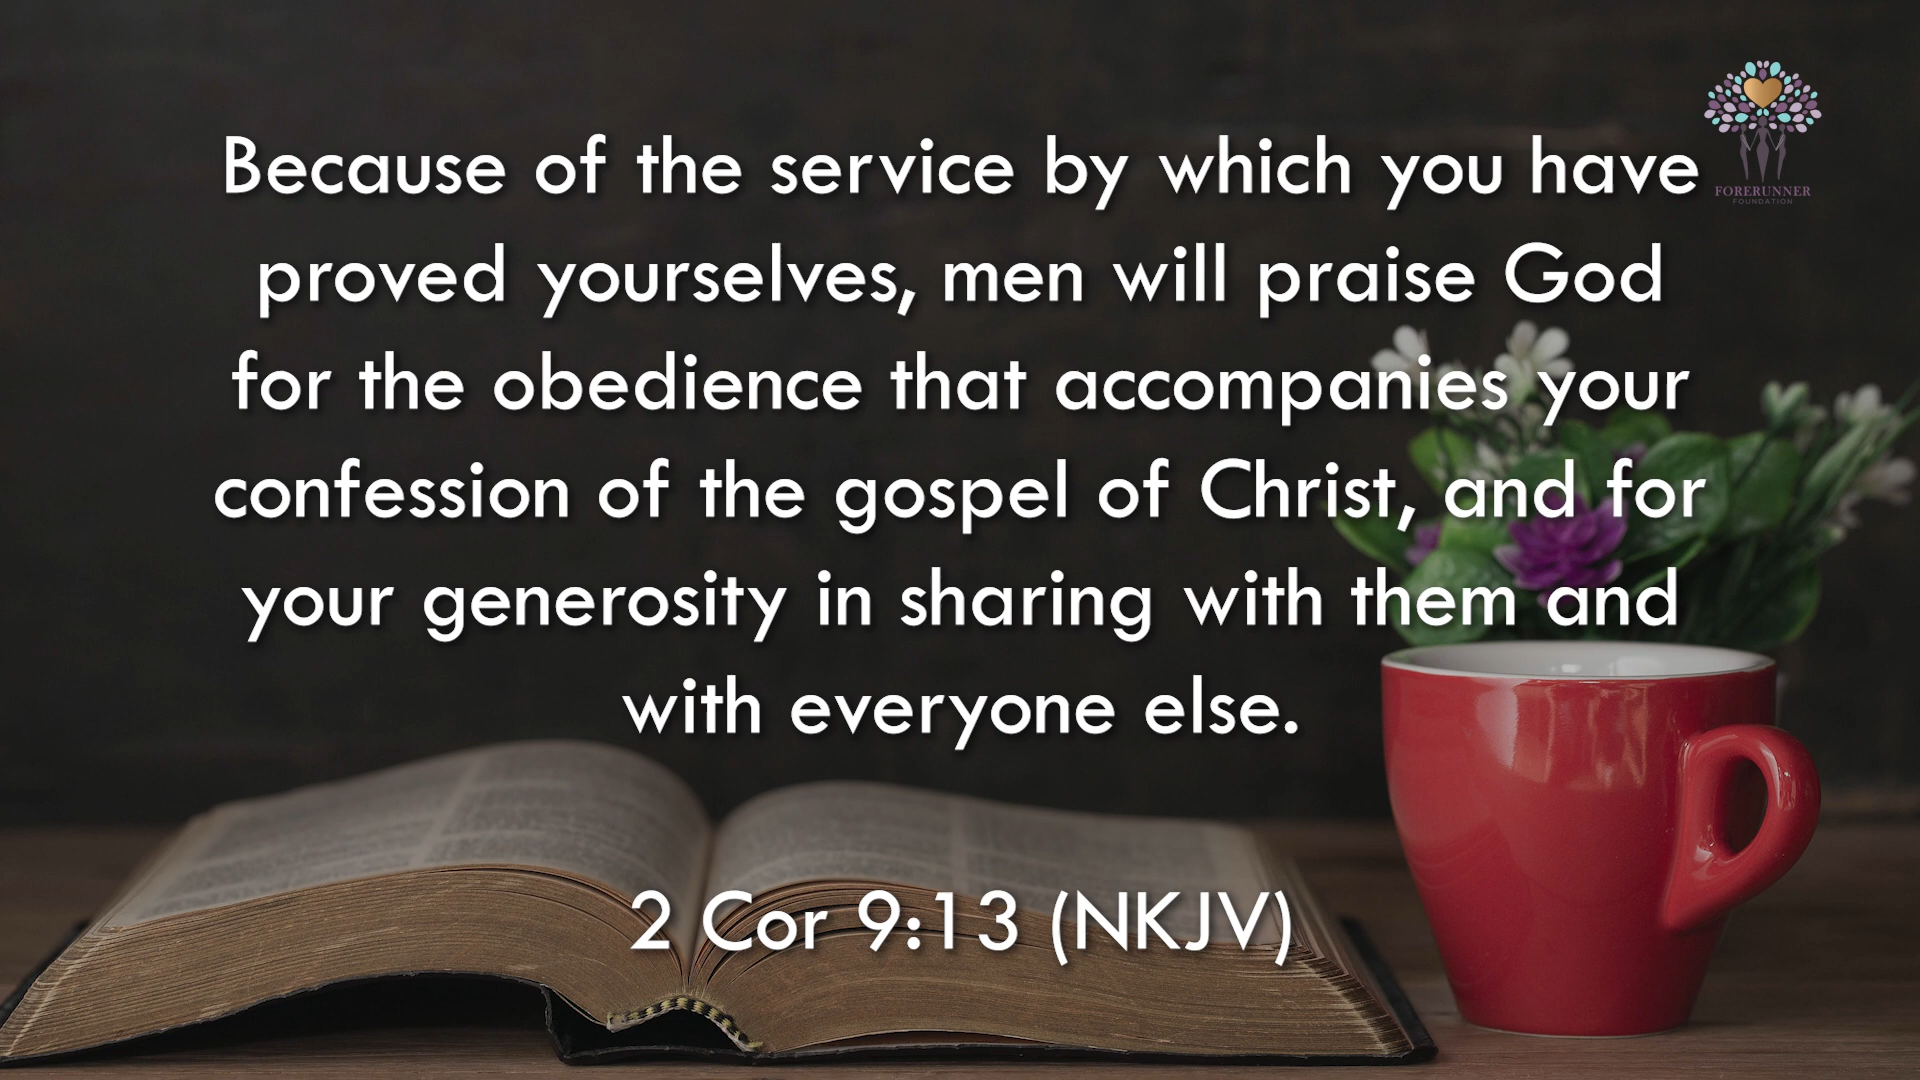 Because of the service by which you have
proved yourselves, men will praise God
for the obedience that accompanies your
confession of the gospel of Christ, and for
your generosity in sharing with them and
with everyone else.
2 Cor 9:13 (NKJV)
FORERUNNER
FOUNDATION